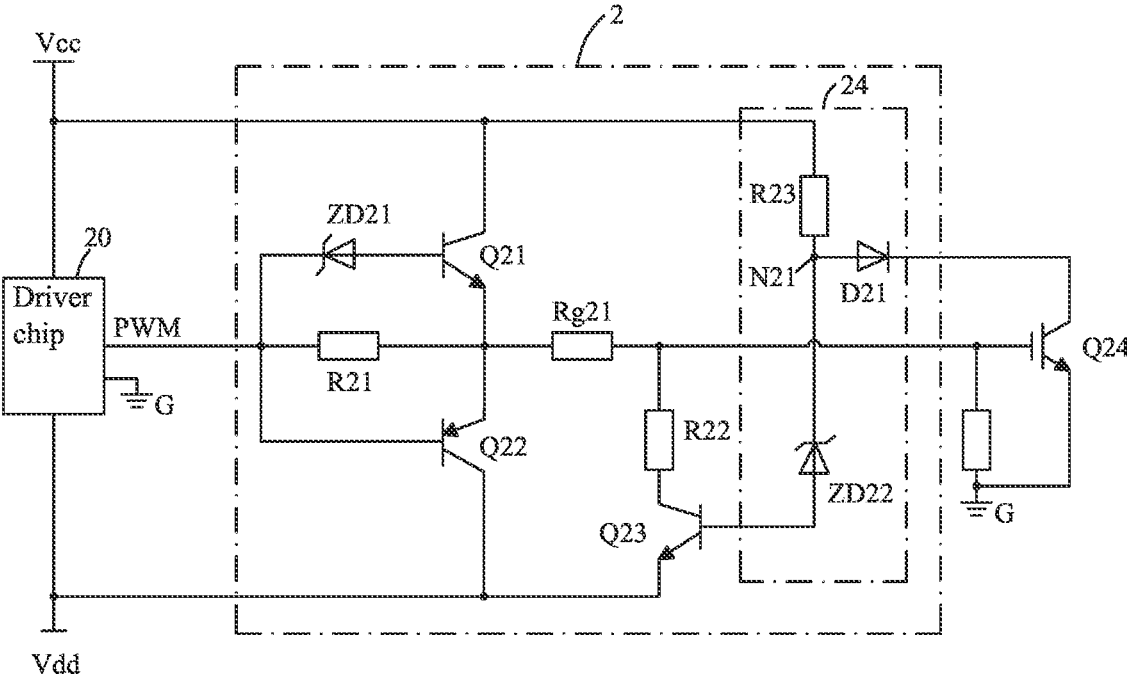 2
Vcc
24
R23
ZD21
20
Q21
N21
D21
Driver
chip
PWM
Rg21
Q24
R21
G
Q22
R22
ZD22
G
Q23
Vdd